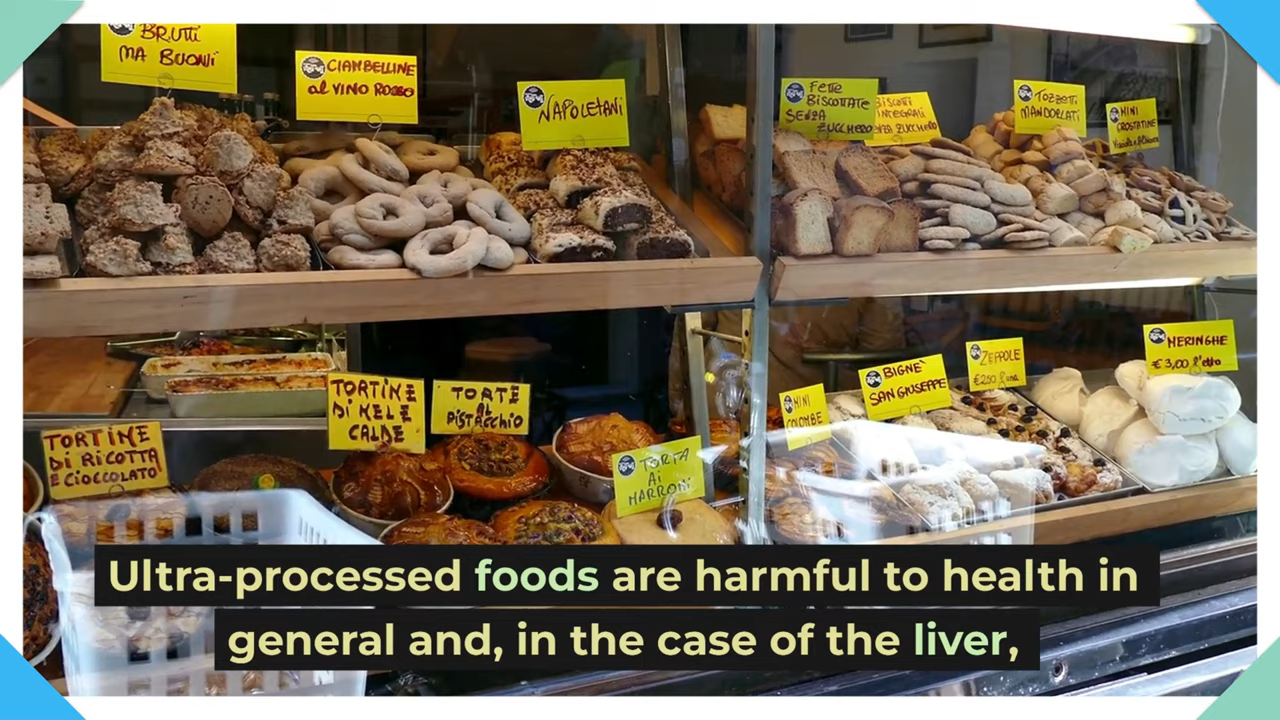 BRUTTI
MA BUONI
CIAMBELLINE
al VINO ROSSO
NAPOLETANI
FETTE
BISCOTTATE
SENZA
ZUCCHERO
BISCOTTI
INTEGRALI
SENZA ZUCCHERO
TOZZETTI
MANDORLATI
MINI
CROSTATINE
MERINGHE
€3,00 l'etto
ZEPPOLE
BIGNÈ
SAN GIUSEPPE
MINI
COLOMBE
TORTINE
DI MELE
CALDE
TORTE
AL
PISTACCHIO
TORTINE
DI RICOTTA
E CIOCCOLATO
TORTA
AI
MARRONI
Ultra-processed foods are harmful to health in
general and, in the case of the liver,